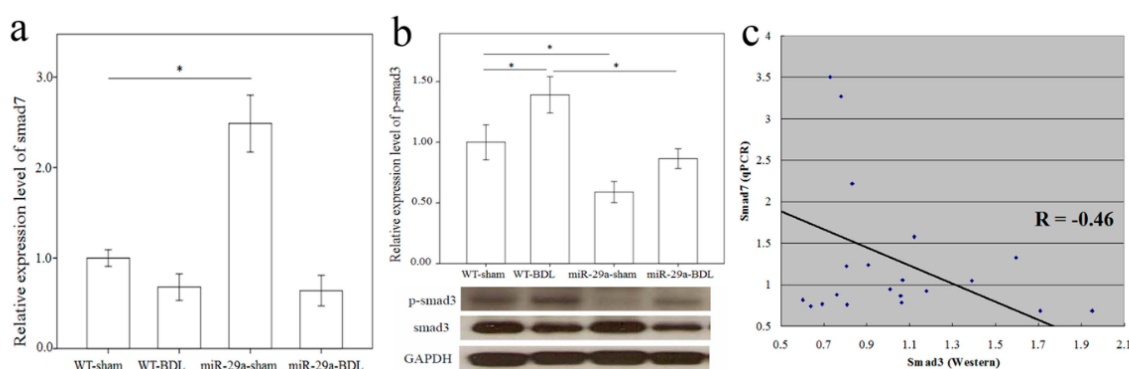 a
Relative expression level of smad7
3.0
2.0
1.0
0.0
*
WT-sham WT-BDL miR-29a-sham miR-29a-BDL
b
Relative expression level of p-smad3
1.50
1.00
0.50
0.00
*
* *
WT-sham WT-BDL miR-29a-sham miR-29a-BDL
p-smad3
smad3
GAPDH
c
Smad7 (qPCR)
4
3.5
3
2.5
2
1.5
1
0.5
R = -0.46
0.5 0.7 0.9 1.1 1.3 1.5 1.7 1.9 2.1
Smad3 (Western)